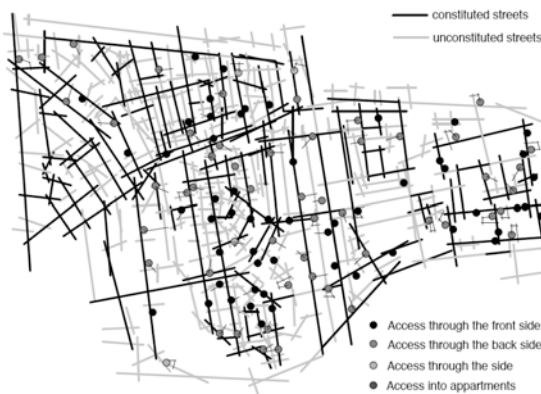 constituted streets
unconstituted streets
Access through the front side
Access through the back side
Access through the side
Access into appartments